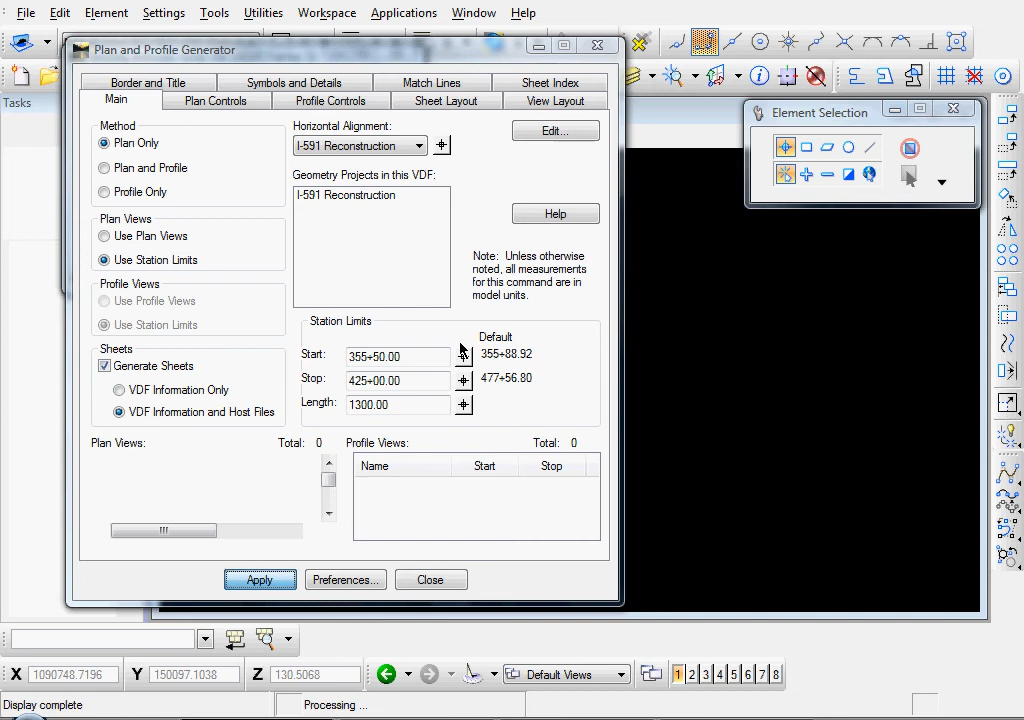 File Edit Element Settings Tools Utilities Workspace Applications Window Help
Plan and Profile Generator
Tasks
Border and Title Symbols and Details Match Lines Sheet Index
Main Plan Controls Profile Controls Sheet Layout View Layout
Element Selection
Method
Plan Only
Plan and Profile
Profile Only
Horizontal Alignment:
I-591 Reconstruction
Edit...
Geometry Projects in this VDF:
I-591 Reconstruction
Help
Plan Views
Use Plan Views
Use Station Limits
Note: Unless otherwise
noted, all measurements
for this command are in
model units.
Profile Views
Use Profile Views
Use Station Limits
Station Limits
Default
Start: 355+50.00 355+88.92
Stop: 425+00.00 477+56.80
Length: 1300.00
Sheets
Generate Sheets
VDF Information Only
VDF Information and Host Files
Plan Views: Total: 0 Profile Views: Total: 0
Name Start Stop
Apply Preferences... Close
X 1090748.7196 Y 150097.1038 Z 130.5068 Default Views 1 2 3 4 5 6 7 8
Display complete Processing ...